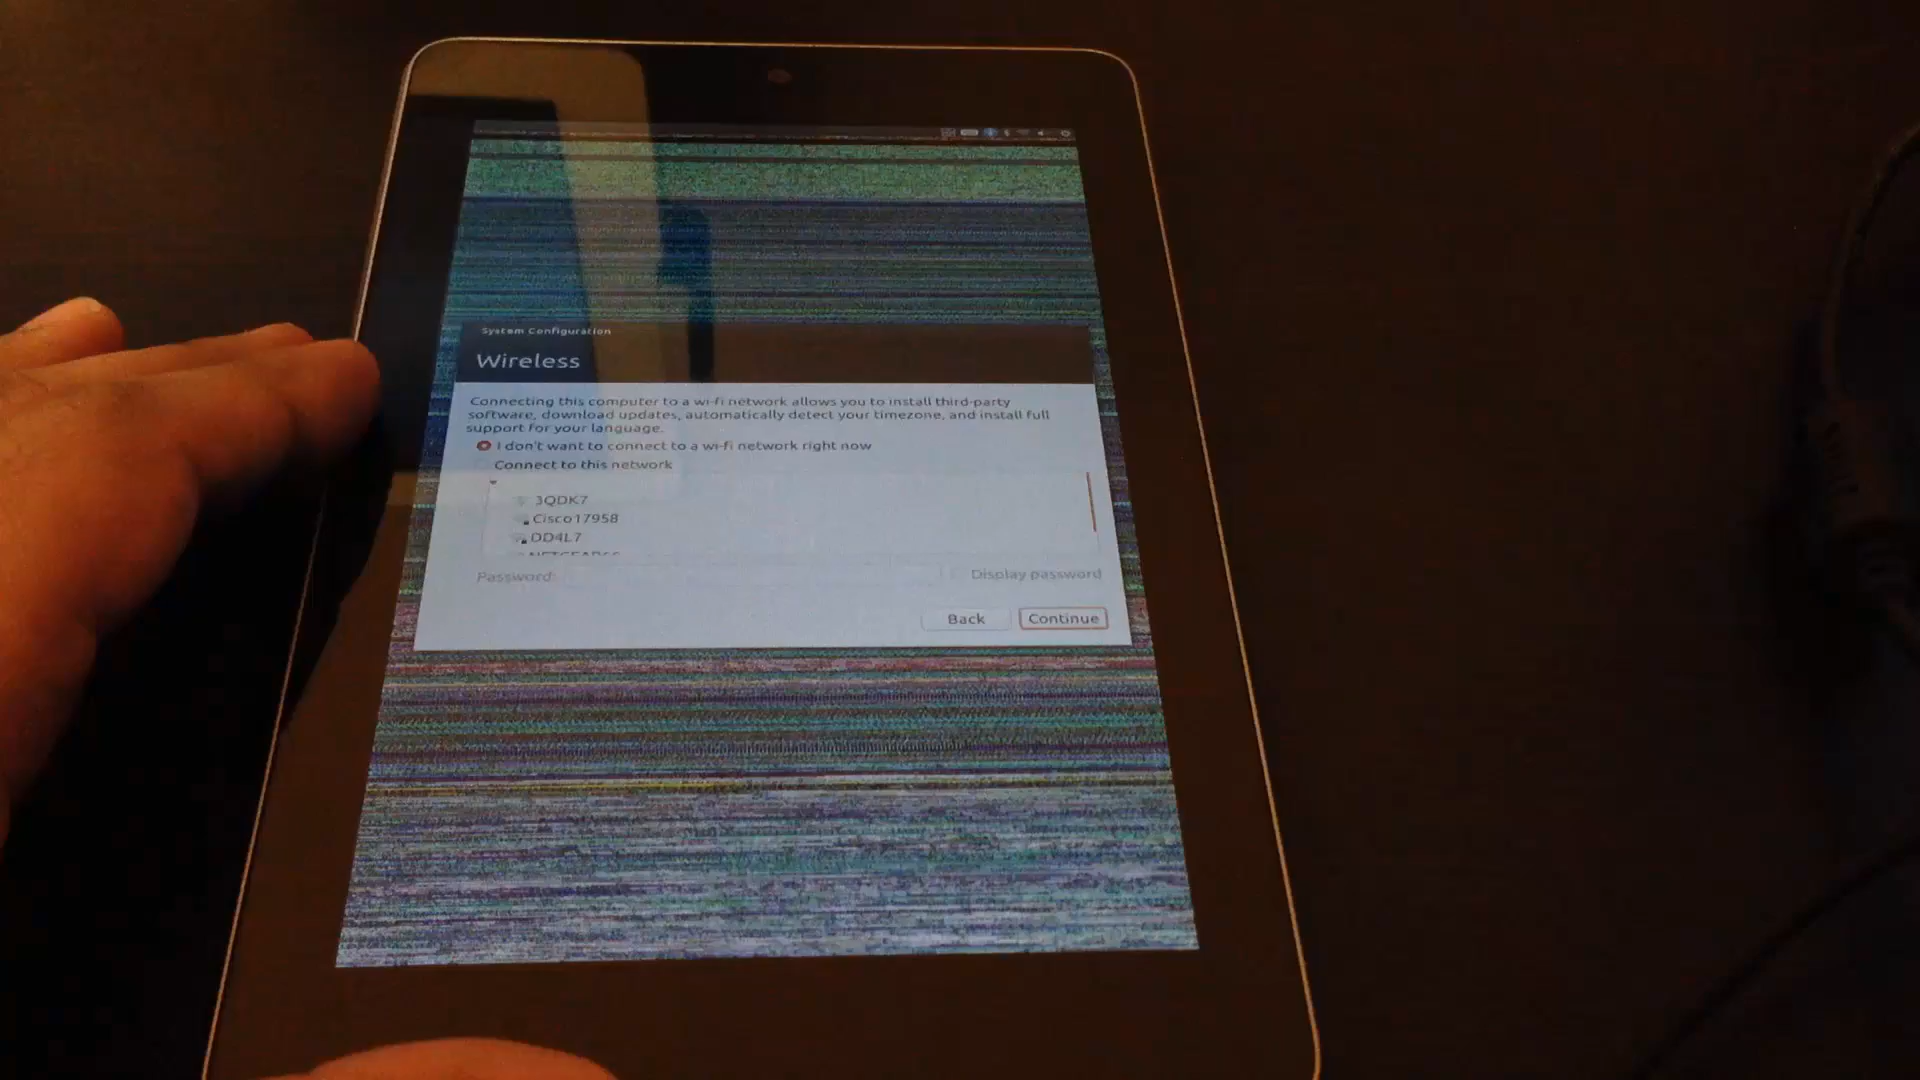 System Configuration
Wireless
Connecting this computer to a wi-fi network allows you to install third-party
software, download updates, automatically detect your timezone, and install full
support for your language.
I don't want to connect to a wi-fi network right now
Connect to this network
3QDK7
Cisco17958
DD4L7
Password:
Display password
Back
Continue